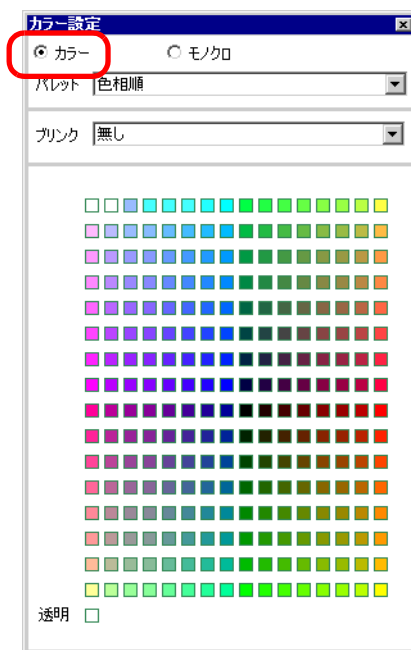 カラー設定
カラー モノクロ
パレット 色相順
ブリンク 無し
透明